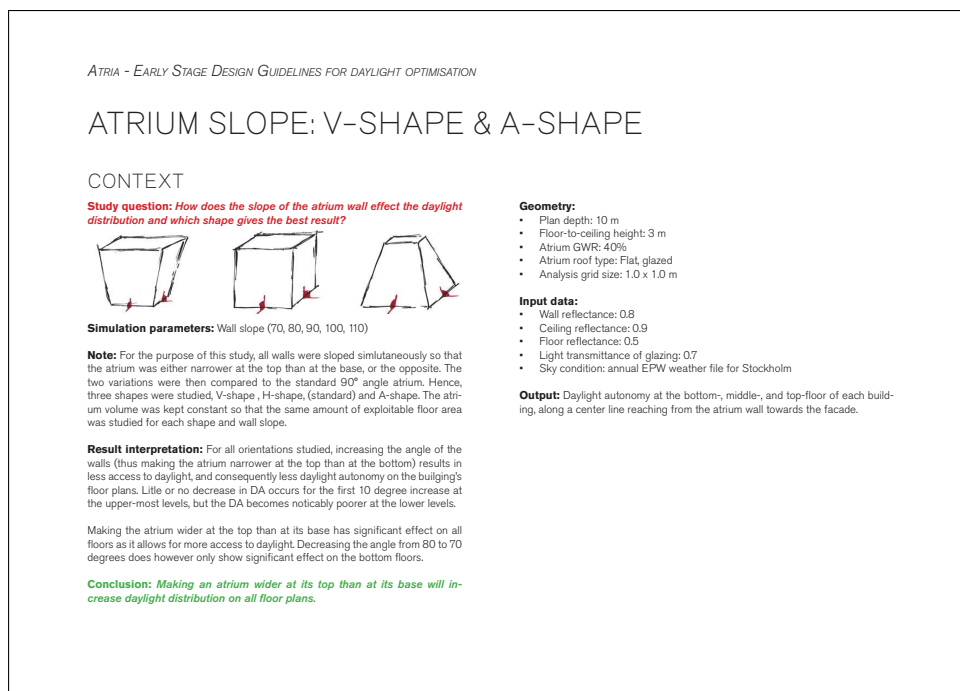 ATRIA - EARLY STAGE DESIGN GUIDELINES FOR DAYLIGHT OPTIMISATION
ATRIUM SLOPE: V-SHAPE & A-SHAPE
CONTEXT
Study question: How does the slope of the atrium wall effect the daylight
distribution and which shape gives the best result?
Simulation parameters: Wall slope (70, 80, 90, 100, 110)
Note: For the purpose of this study, all walls were sloped simlutaneously so that
the atrium was either narrower at the top than at the base, or the opposite. The
two variations were then compared to the standard 90° angle atrium. Hence,
three shapes were studied, V-shape , H-shape, (standard) and A-shape. The atri-
um volume was kept constant so that the same amount of exploitable floor area
was studied for each shape and wall slope.
Result interpretation: For all orientations studied, increasing the angle of the
walls (thus making the atrium narrower at the top than at the bottom) results in
less access to daylight, and consequently less daylight autonomy on the builging's
floor plans. Litle or no decrease in DA occurs for the first 10 degree increase at
the upper-most levels, but the DA becomes noticably poorer at the lower levels.
Making the atrium wider at the top than at its base has significant effect on all
floors as it allows for more access to daylight. Decreasing the angle from 80 to 70
degrees does however only show significant effect on the bottom floors.
Conclusion: Making an atrium wider at its top than at its base will in-
crease daylight distribution on all floor plans.
Geometry:
• Plan depth: 10 m
• Floor-to-ceiling height: 3 m
• Atrium GWR: 40%
• Atrium roof type: Flat, glazed
• Analysis grid size: 1.0 x 1.0 m
Input data:
• Wall reflectance: 0.8
• Ceiling reflectance: 0.9
• Floor reflectance: 0.5
• Light transmittance of glazing: 0.7
• Sky condition: annual EPW weather file for Stockholm
Output: Daylight autonomy at the bottom-, middle-, and top-floor of each build-
ing, along a center line reaching from the atrium wall towards the facade.